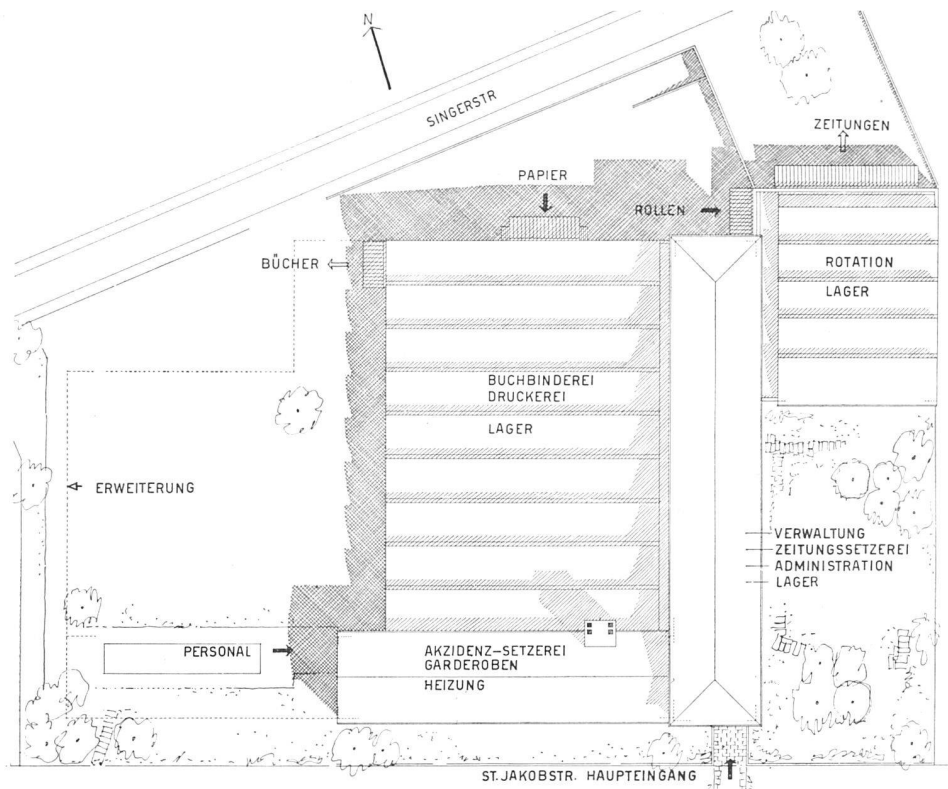 N
SINGERSTR
ZEITUNGEN
PAPIER
ROLLEN
BÜCHER
ROTATION
LAGER
BUCHBINDEREI
DRUCKEREI
LAGER
ERWEITERUNG
VERWALTUNG
ZEITUNGSSETZEREI
ADMINISTRATION
LAGER
PERSONAL
AKZIDENZ-SETZEREI
GARDEROBEN
HEIZUNG
ST. JAKOBSTR. HAUPTEINGANG